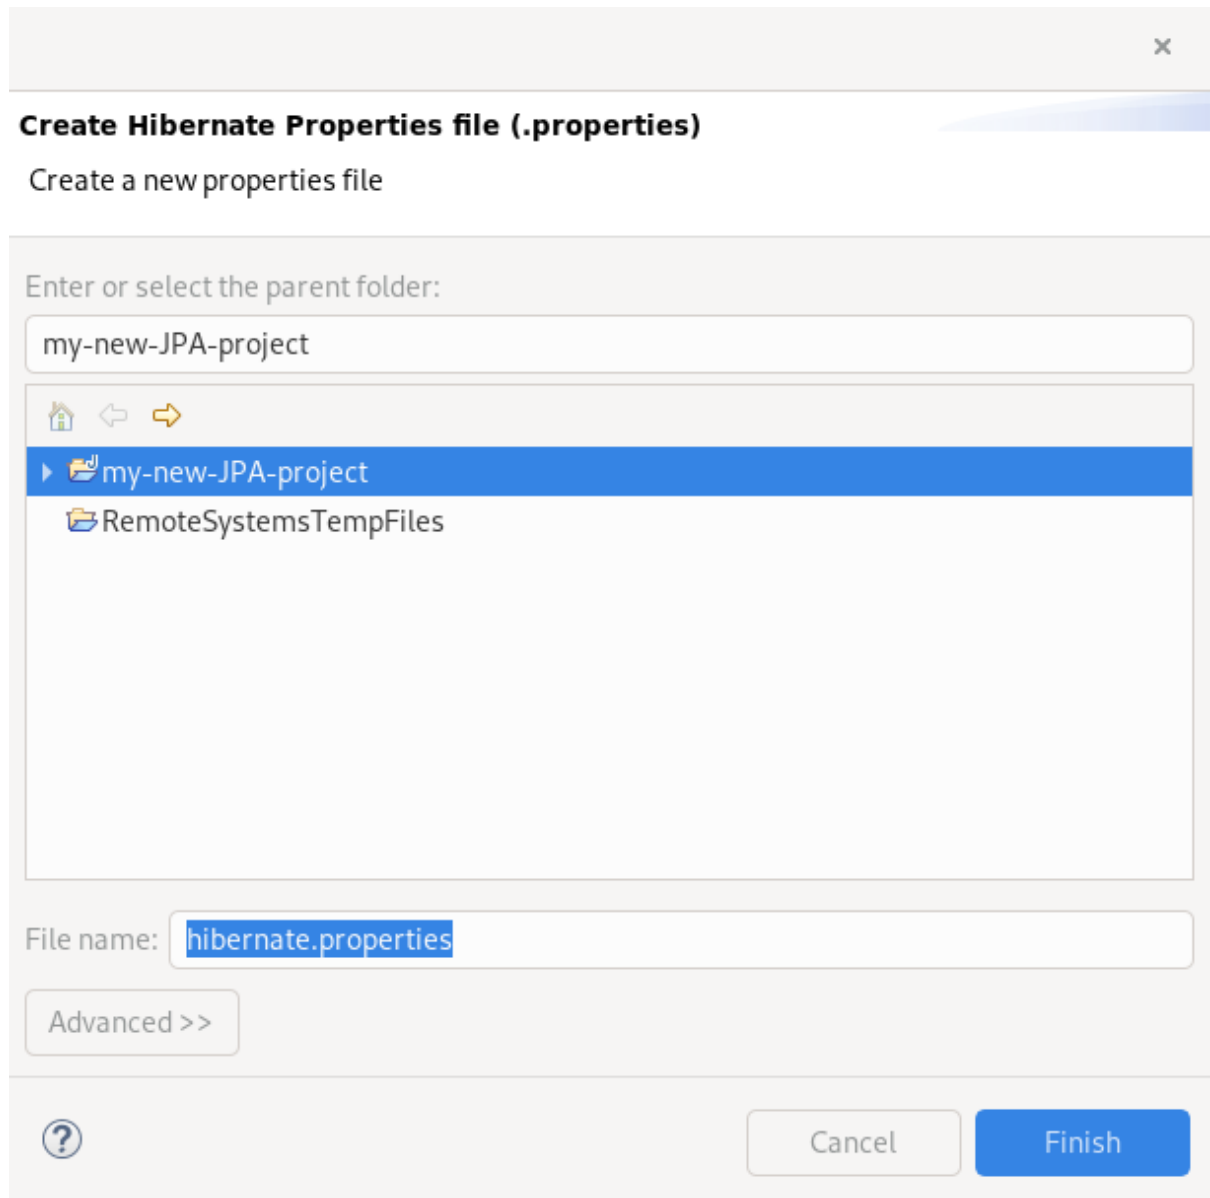 Create Hibernate Properties file (.properties)
Create a new properties file
Enter or select the parent folder:
my-new-JPA-project
my-new-JPA-project
RemoteSystemsTempFiles
File name: hibernate.properties
Advanced >>
Cancel Finish